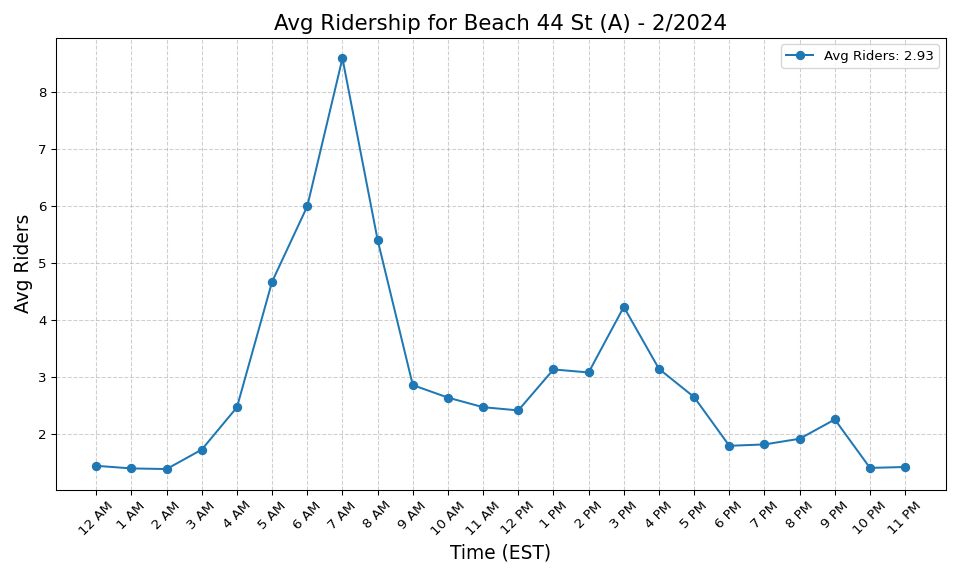 Avg Ridership for Beach 44 St (A) - 2/2024
Avg Riders: 2.93
Avg Riders
8
7
6
5
4
3
2
12 AM
1 AM
2 AM
3 AM
4 AM
5 AM
6 AM
7 AM
8 AM
9 AM
10 AM
11 AM
12 PM
1 PM
2 PM
3 PM
4 PM
5 PM
6 PM
7 PM
8 PM
9 PM
10 PM
11 PM
Time (EST)